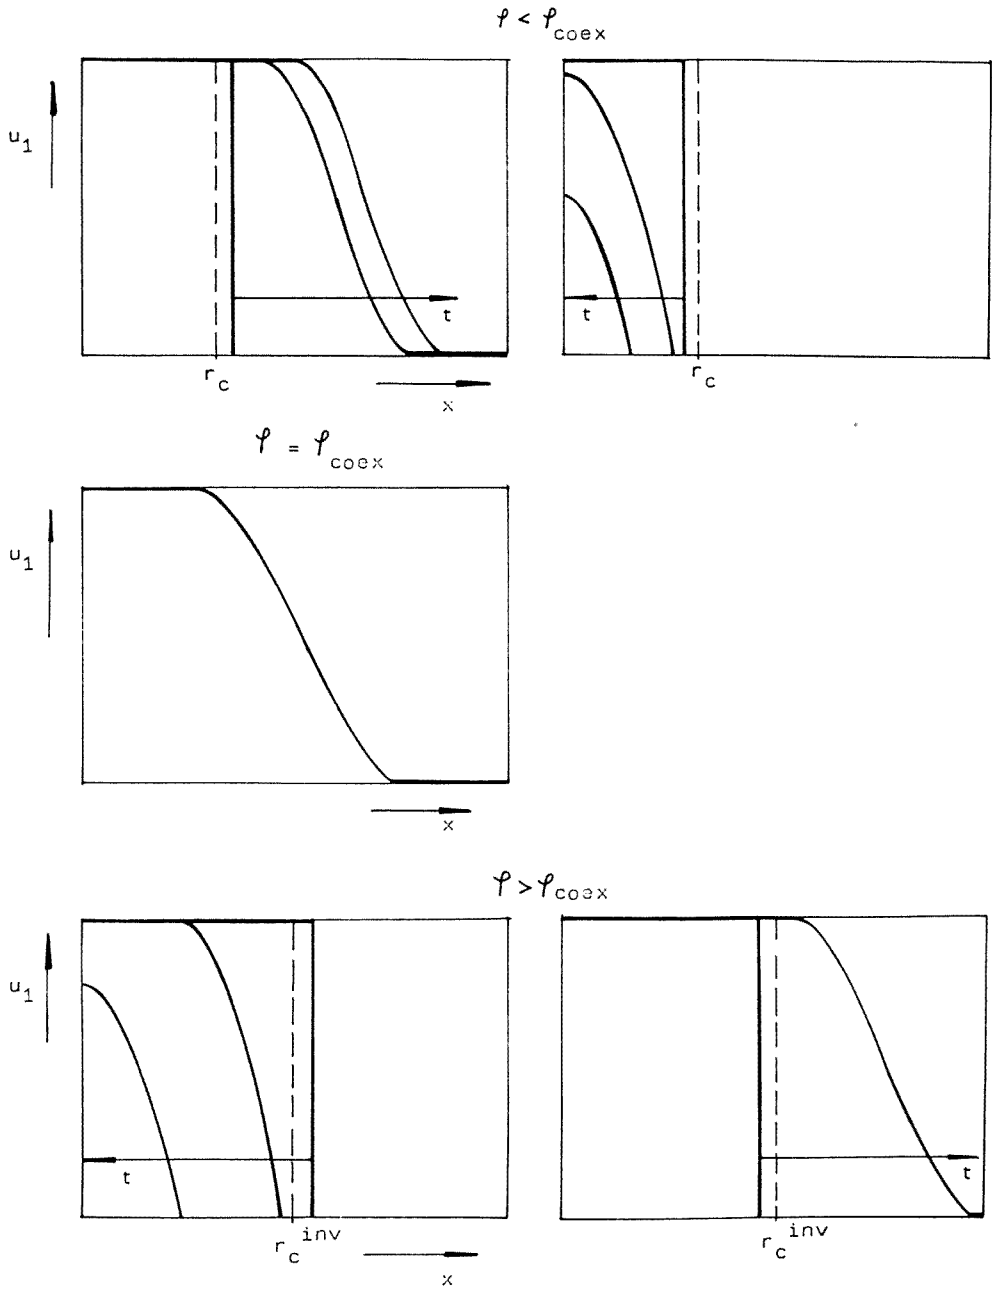 φ < φcoex
u1
t
t
rc
rc
x
φ = φcoex
u1
x
φ > φcoex
u1
t
t
rc inv
rc inv
x